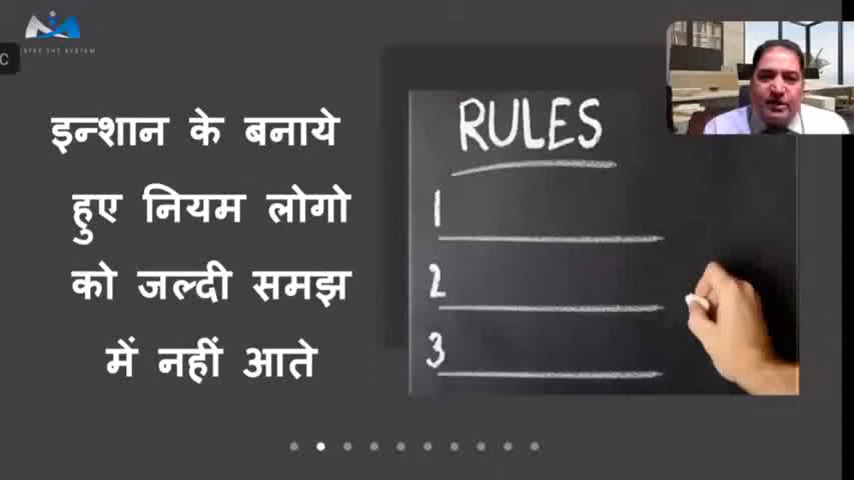 इन्शान के बनाये
हुए नियम लोगो
को जल्दी समझ
में नहीं आते
RULES
1
2
3
C